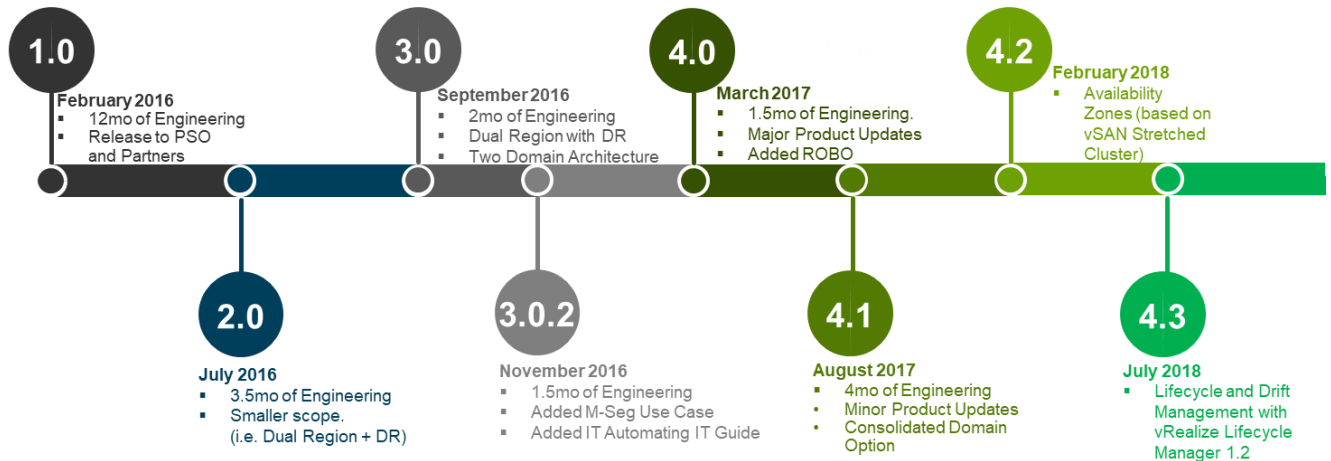 1.0
February 2016
▪ 12mo of Engineering
▪ Release to PSO
and Partners
2.0
July 2016
▪ 3.5mo of Engineering
▪ Smaller scope.
(i.e. Dual Region + DR)
3.0
September 2016
▪ 2mo of Engineering
▪ Dual Region with DR
▪ Two Domain Architecture
3.0.2
November 2016
▪ 1.5mo of Engineering
▪ Added M-Seg Use Case
▪ Added IT Automating IT Guide
4.0
March 2017
▪ 1.5mo of Engineering.
▪ Major Product Updates
▪ Added ROBO
4.1
August 2017
▪ 4mo of Engineering
• Minor Product Updates
• Consolidated Domain
Option
4.2
February 2018
▪ Availability
Zones (based on
vSAN Stretched
Cluster)
4.3
July 2018
▪ Lifecycle and Drift
Management with
vRealize Lifecycle
Manager 1.2